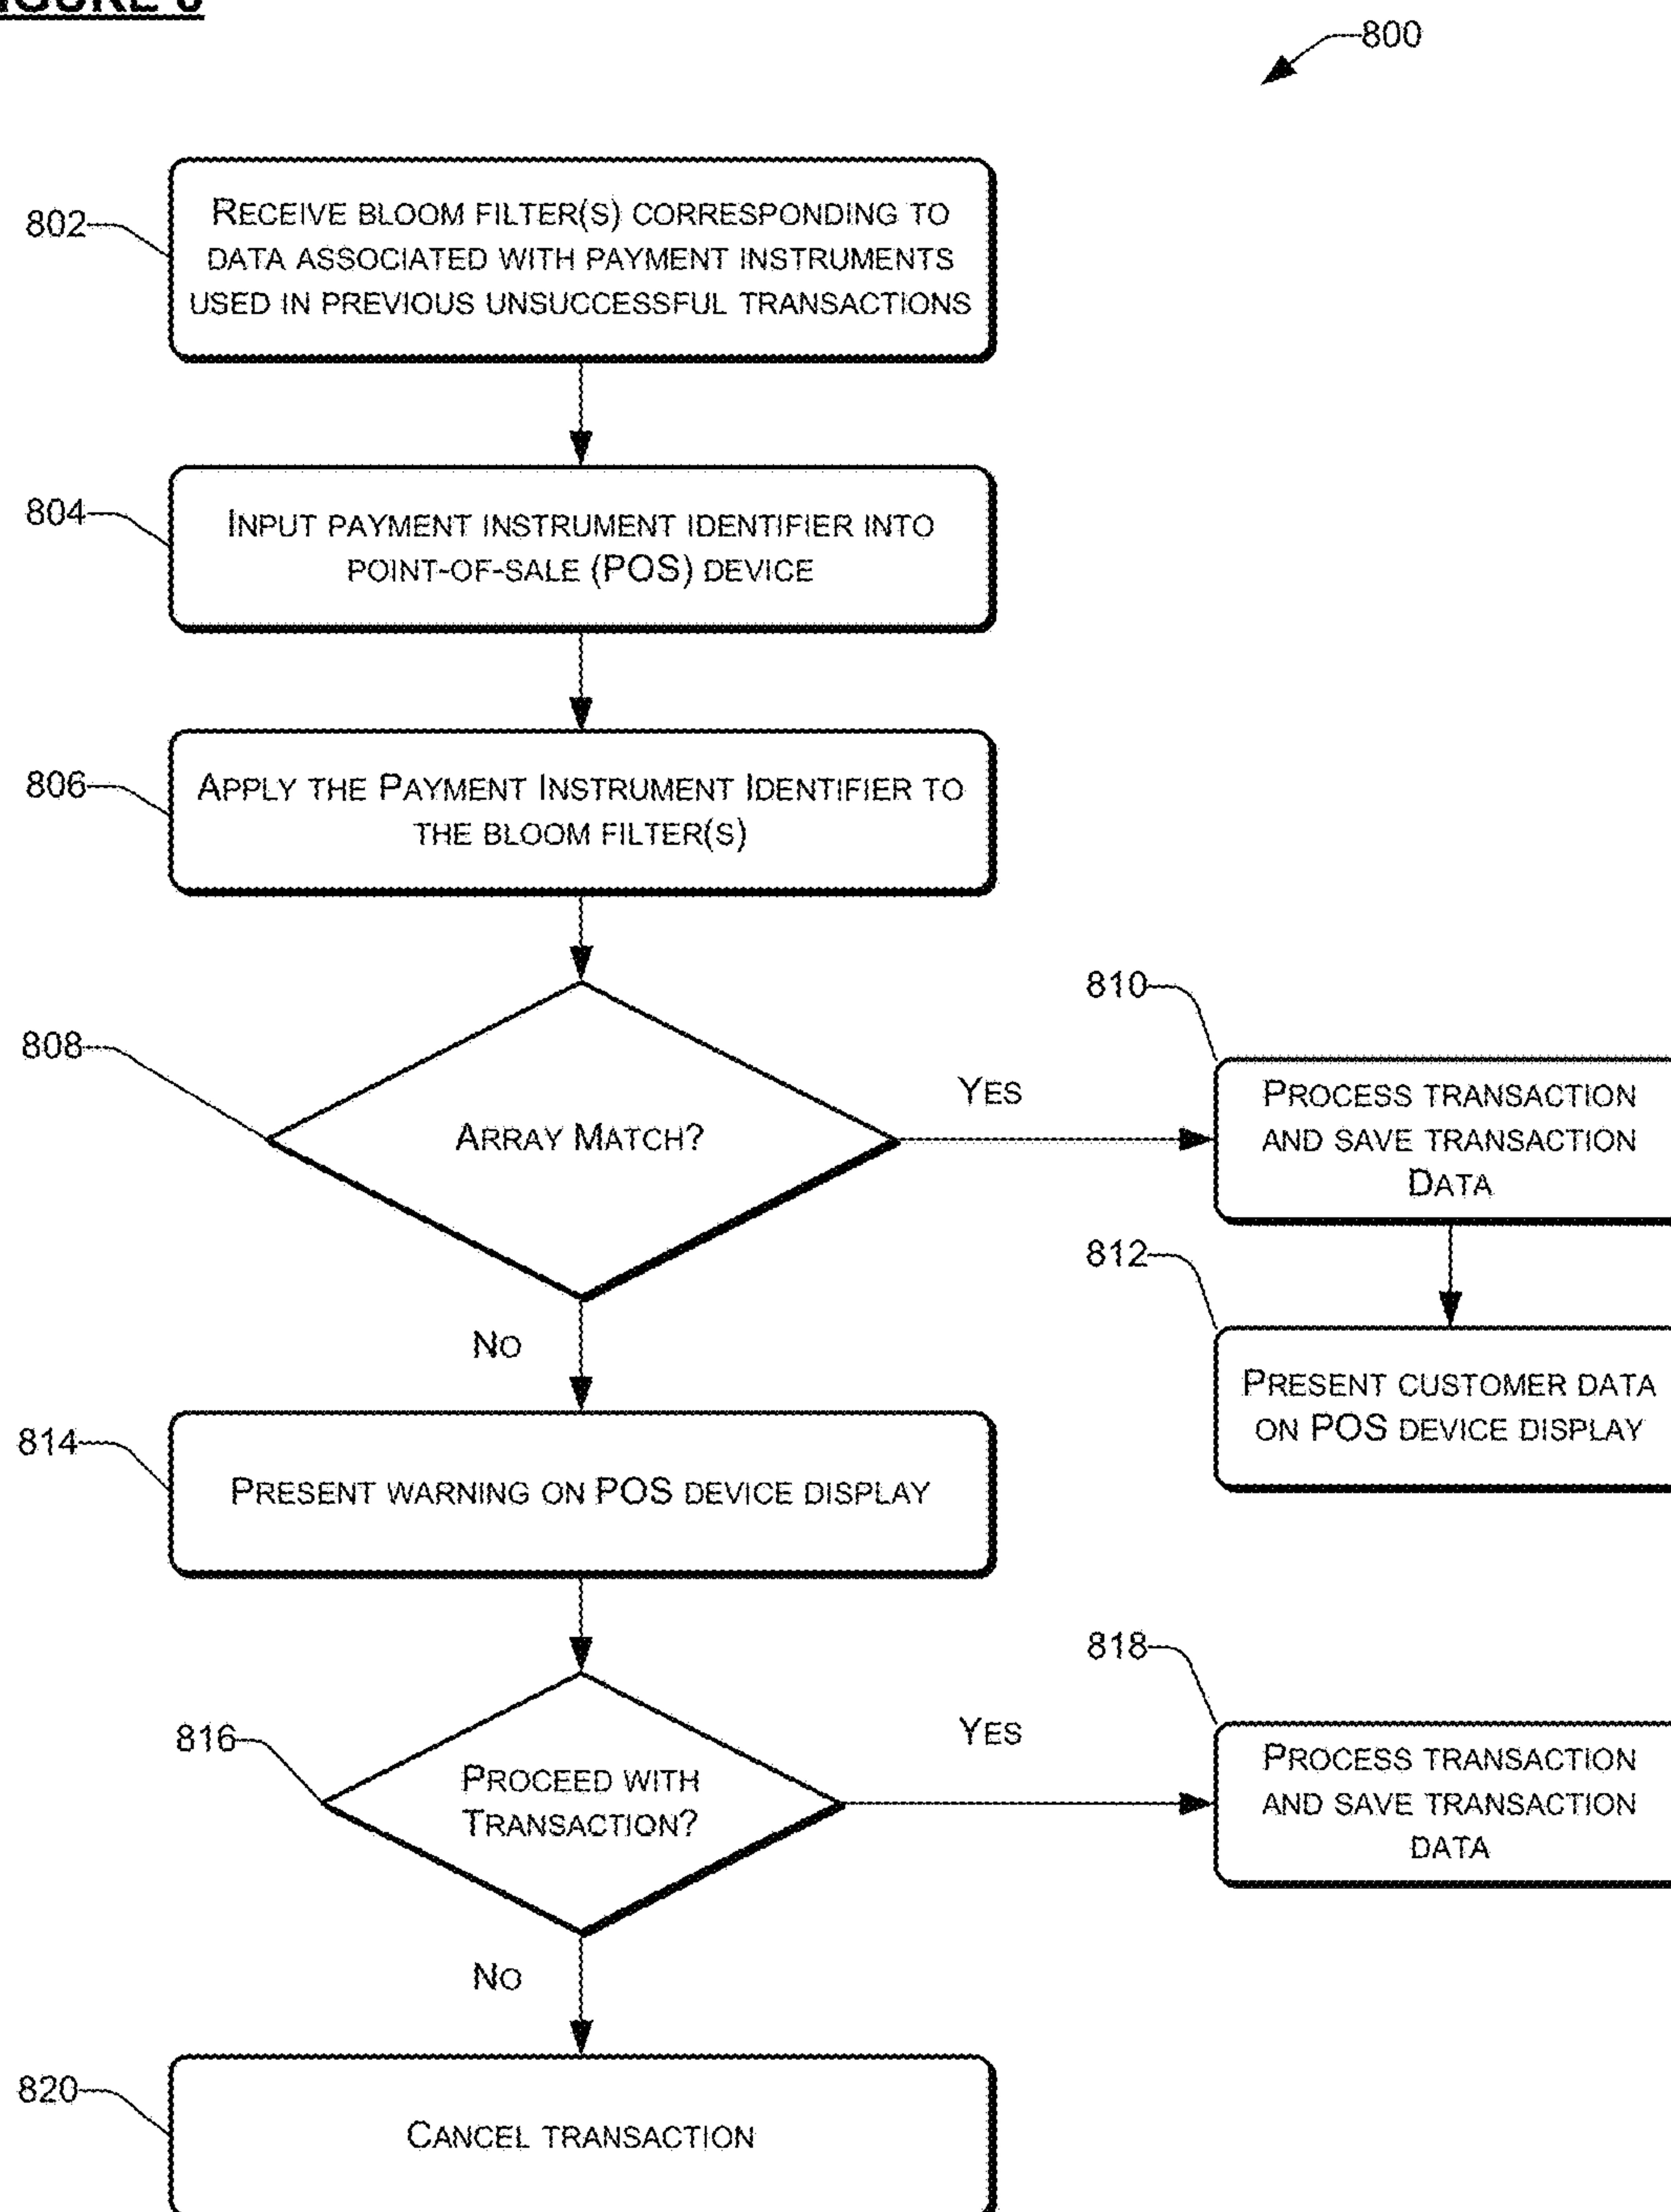 800
802
RECEIVE BLOOM FILTER(S) CORRESPONDING TO
DATA ASSOCIATED WITH PAYMENT INSTRUMENTS
USED IN PREVIOUS UNSUCCESSFUL TRANSACTIONS
804
INPUT PAYMENT INSTRUMENT IDENTIFIER INTO
POINT-OF-SALE (POS) DEVICE
806
APPLY THE PAYMENT INSTRUMENT IDENTIFIER TO
THE BLOOM FILTER(S)
808
ARRAY MATCH?
YES
810
PROCESS TRANSACTION
AND SAVE TRANSACTION
DATA
812
PRESENT CUSTOMER DATA
ON POS DEVICE DISPLAY
NO
814
PRESENT WARNING ON POS DEVICE DISPLAY
816
PROCEED WITH
TRANSACTION?
YES
818
PROCESS TRANSACTION
AND SAVE TRANSACTION
DATA
NO
820
CANCEL TRANSACTION